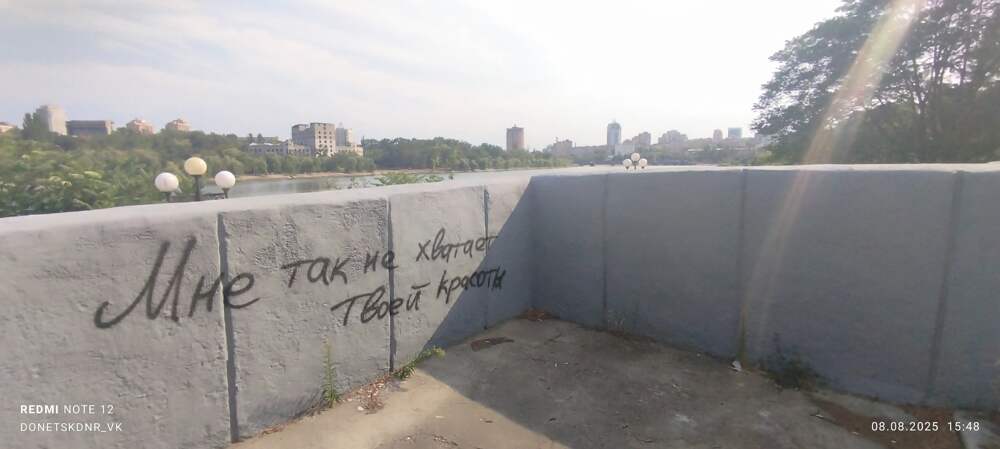 Мне так не хватает
Твоей красоты
REDMI NOTE 12
DONETSKDNR_VK
08.08.2025 15:48